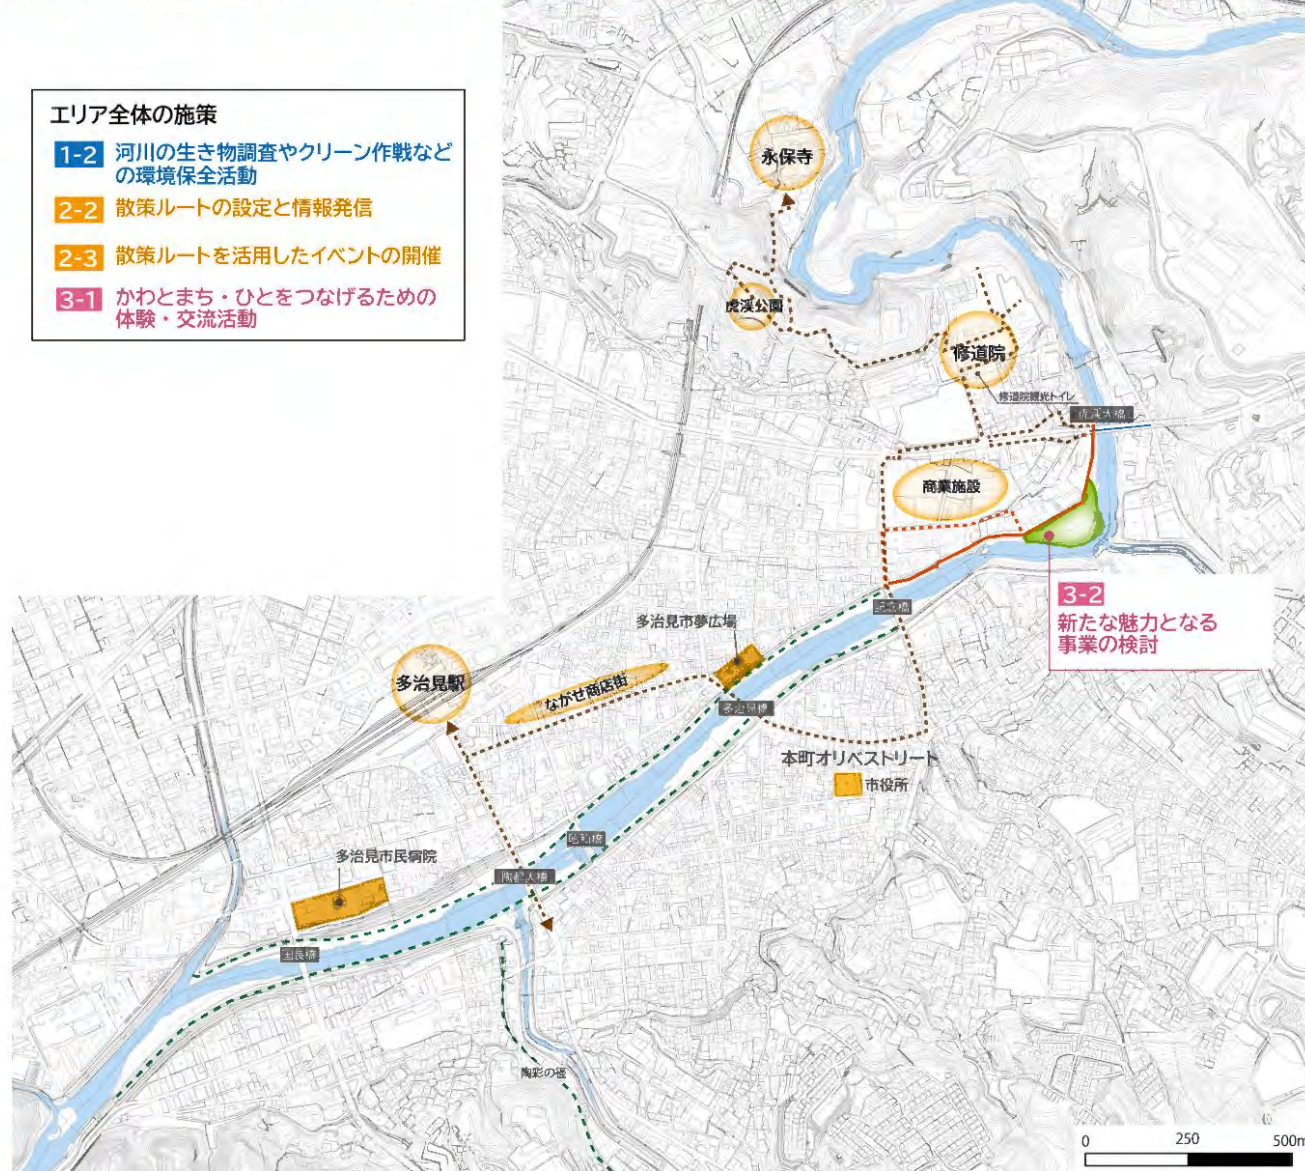 エリア全体の施策
1-2 河川の生き物調査やクリーン作戦など
の環境保全活動
2-2 散策ルートの設定と情報発信
2-3 散策ルートを活用したイベントの開催
3-1 かわとまち・ひとをつなげるための
体験・交流活動
永保寺
虎渓公園
修道院
修道院観光トイレ
虎渓大橋
商業施設
3-2
新たな魅力となる
事業の検討
記念橋
多治見市夢広場
多治見駅
ながせ商店街
多治見橋
本町オリベストリート
市役所
昭和橋
多治見市民病院
陶都大橋
国長橋
陶彩の径
0 250 500m